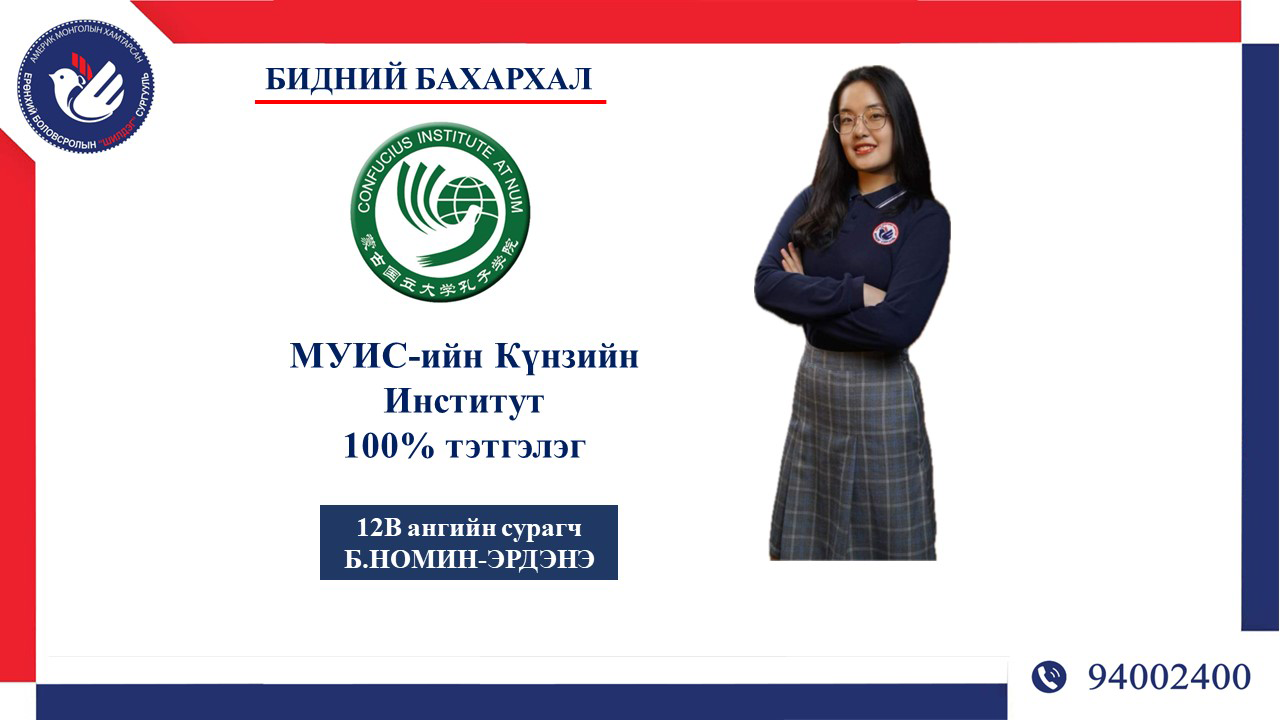 АМЕРИК МОНГОЛЫН ХАМТАРСАН
ЕРӨНХИЙ БОЛОВСРОЛЫН "ШИЛДЭГ" СУРГУУЛЬ
БИДНИЙ БАХАРХАЛ
CONFUCIUS INSTITUTE AT NUM
蒙古国立大学孔子学院
МУИС-ийн Күнзийн
Институт
100% тэтгэлэг
12В ангийн сурагч
Б.НОМИН-ЭРДЭНЭ
94002400